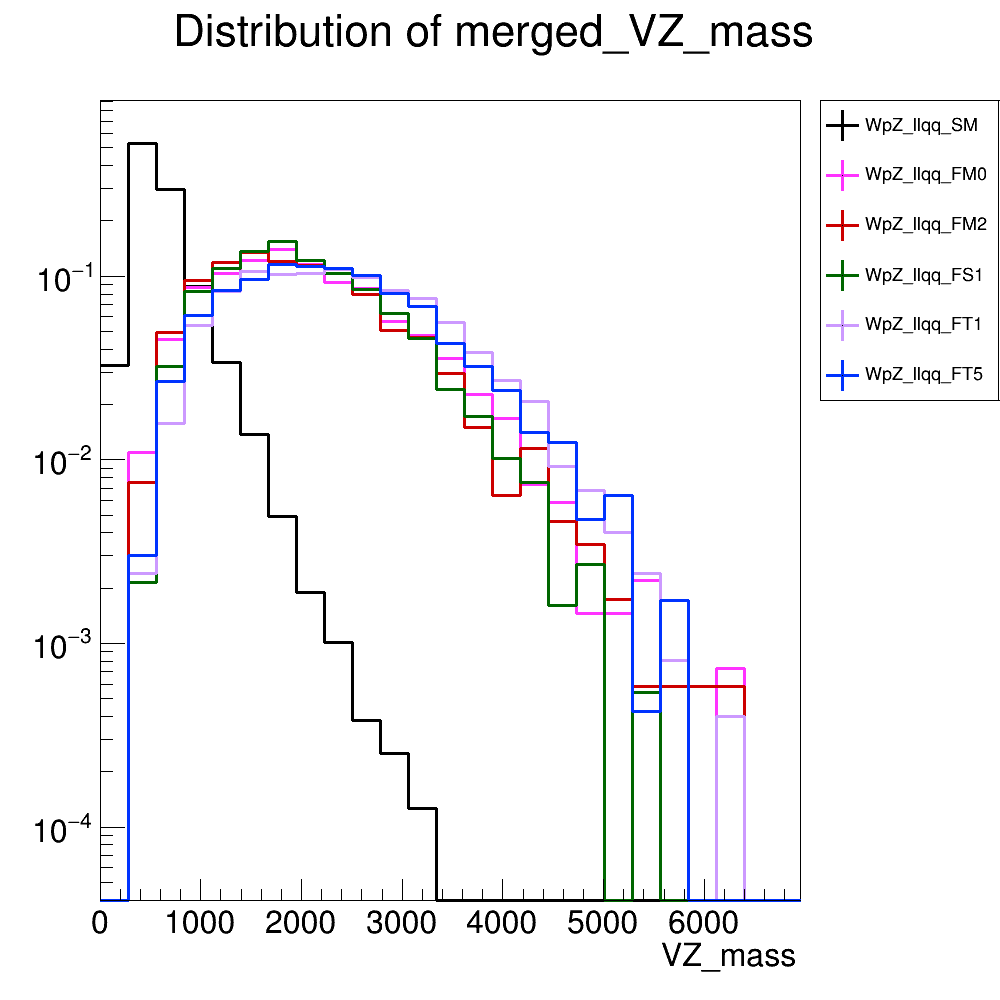 Distribution of merged_VZ_mass
WpZ_llqq_SM
WpZ_llqq_FM0
WpZ_llqq_FM2
WpZ_llqq_FS1
WpZ_llqq_FT1
WpZ_llqq_FT5
10⁻¹
10⁻²
10⁻³
10⁻⁴
0 1000 2000 3000 4000 5000 6000
VZ_mass